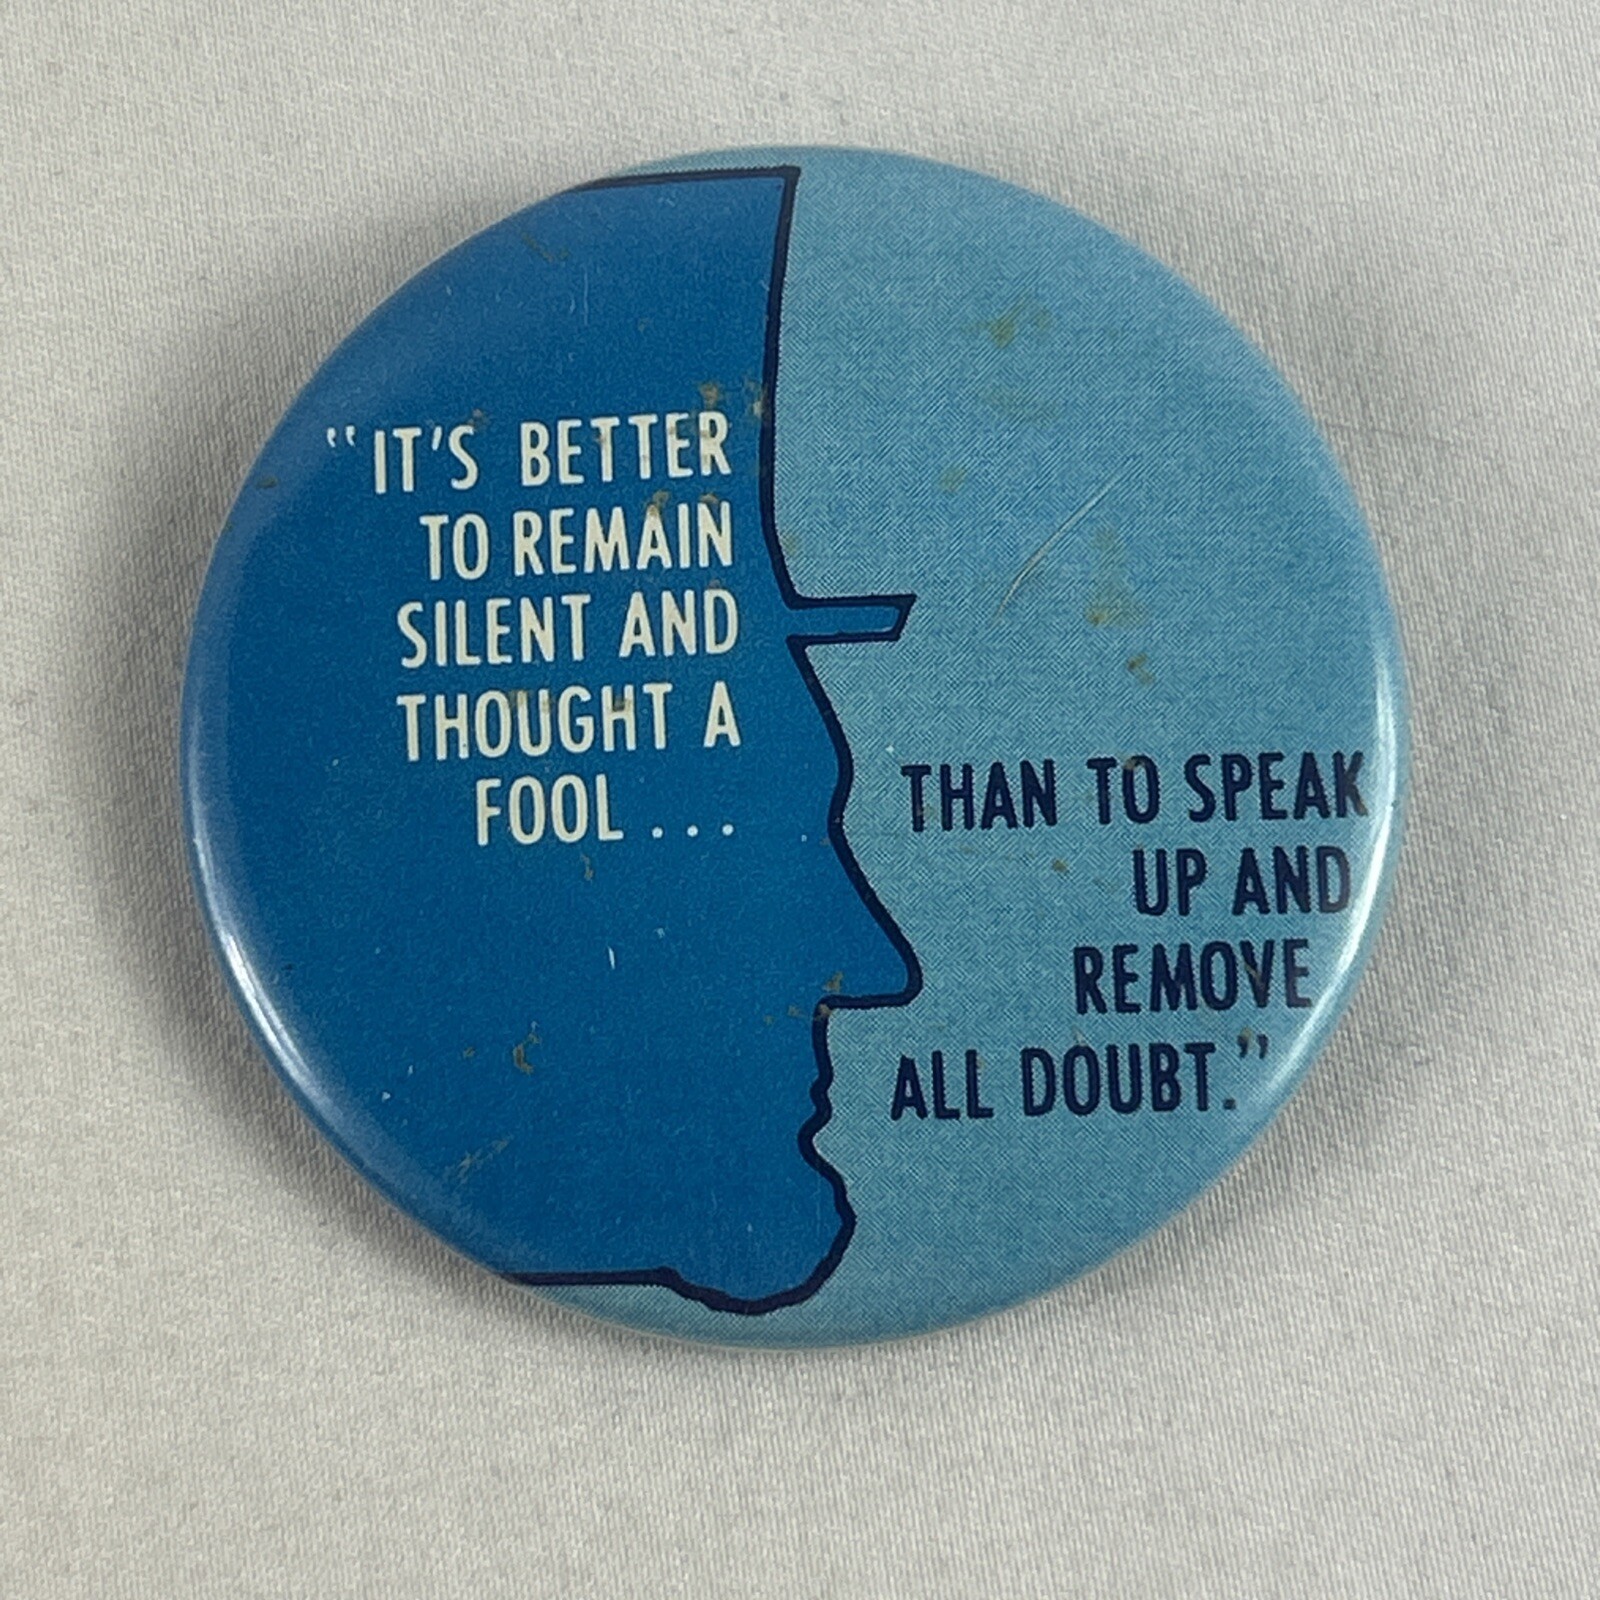 "IT'S BETTER
TO REMAIN
SILENT AND
THOUGHT A
FOOL...
THAN TO SPEAK
UP AND
REMOVE
ALL DOUBT."